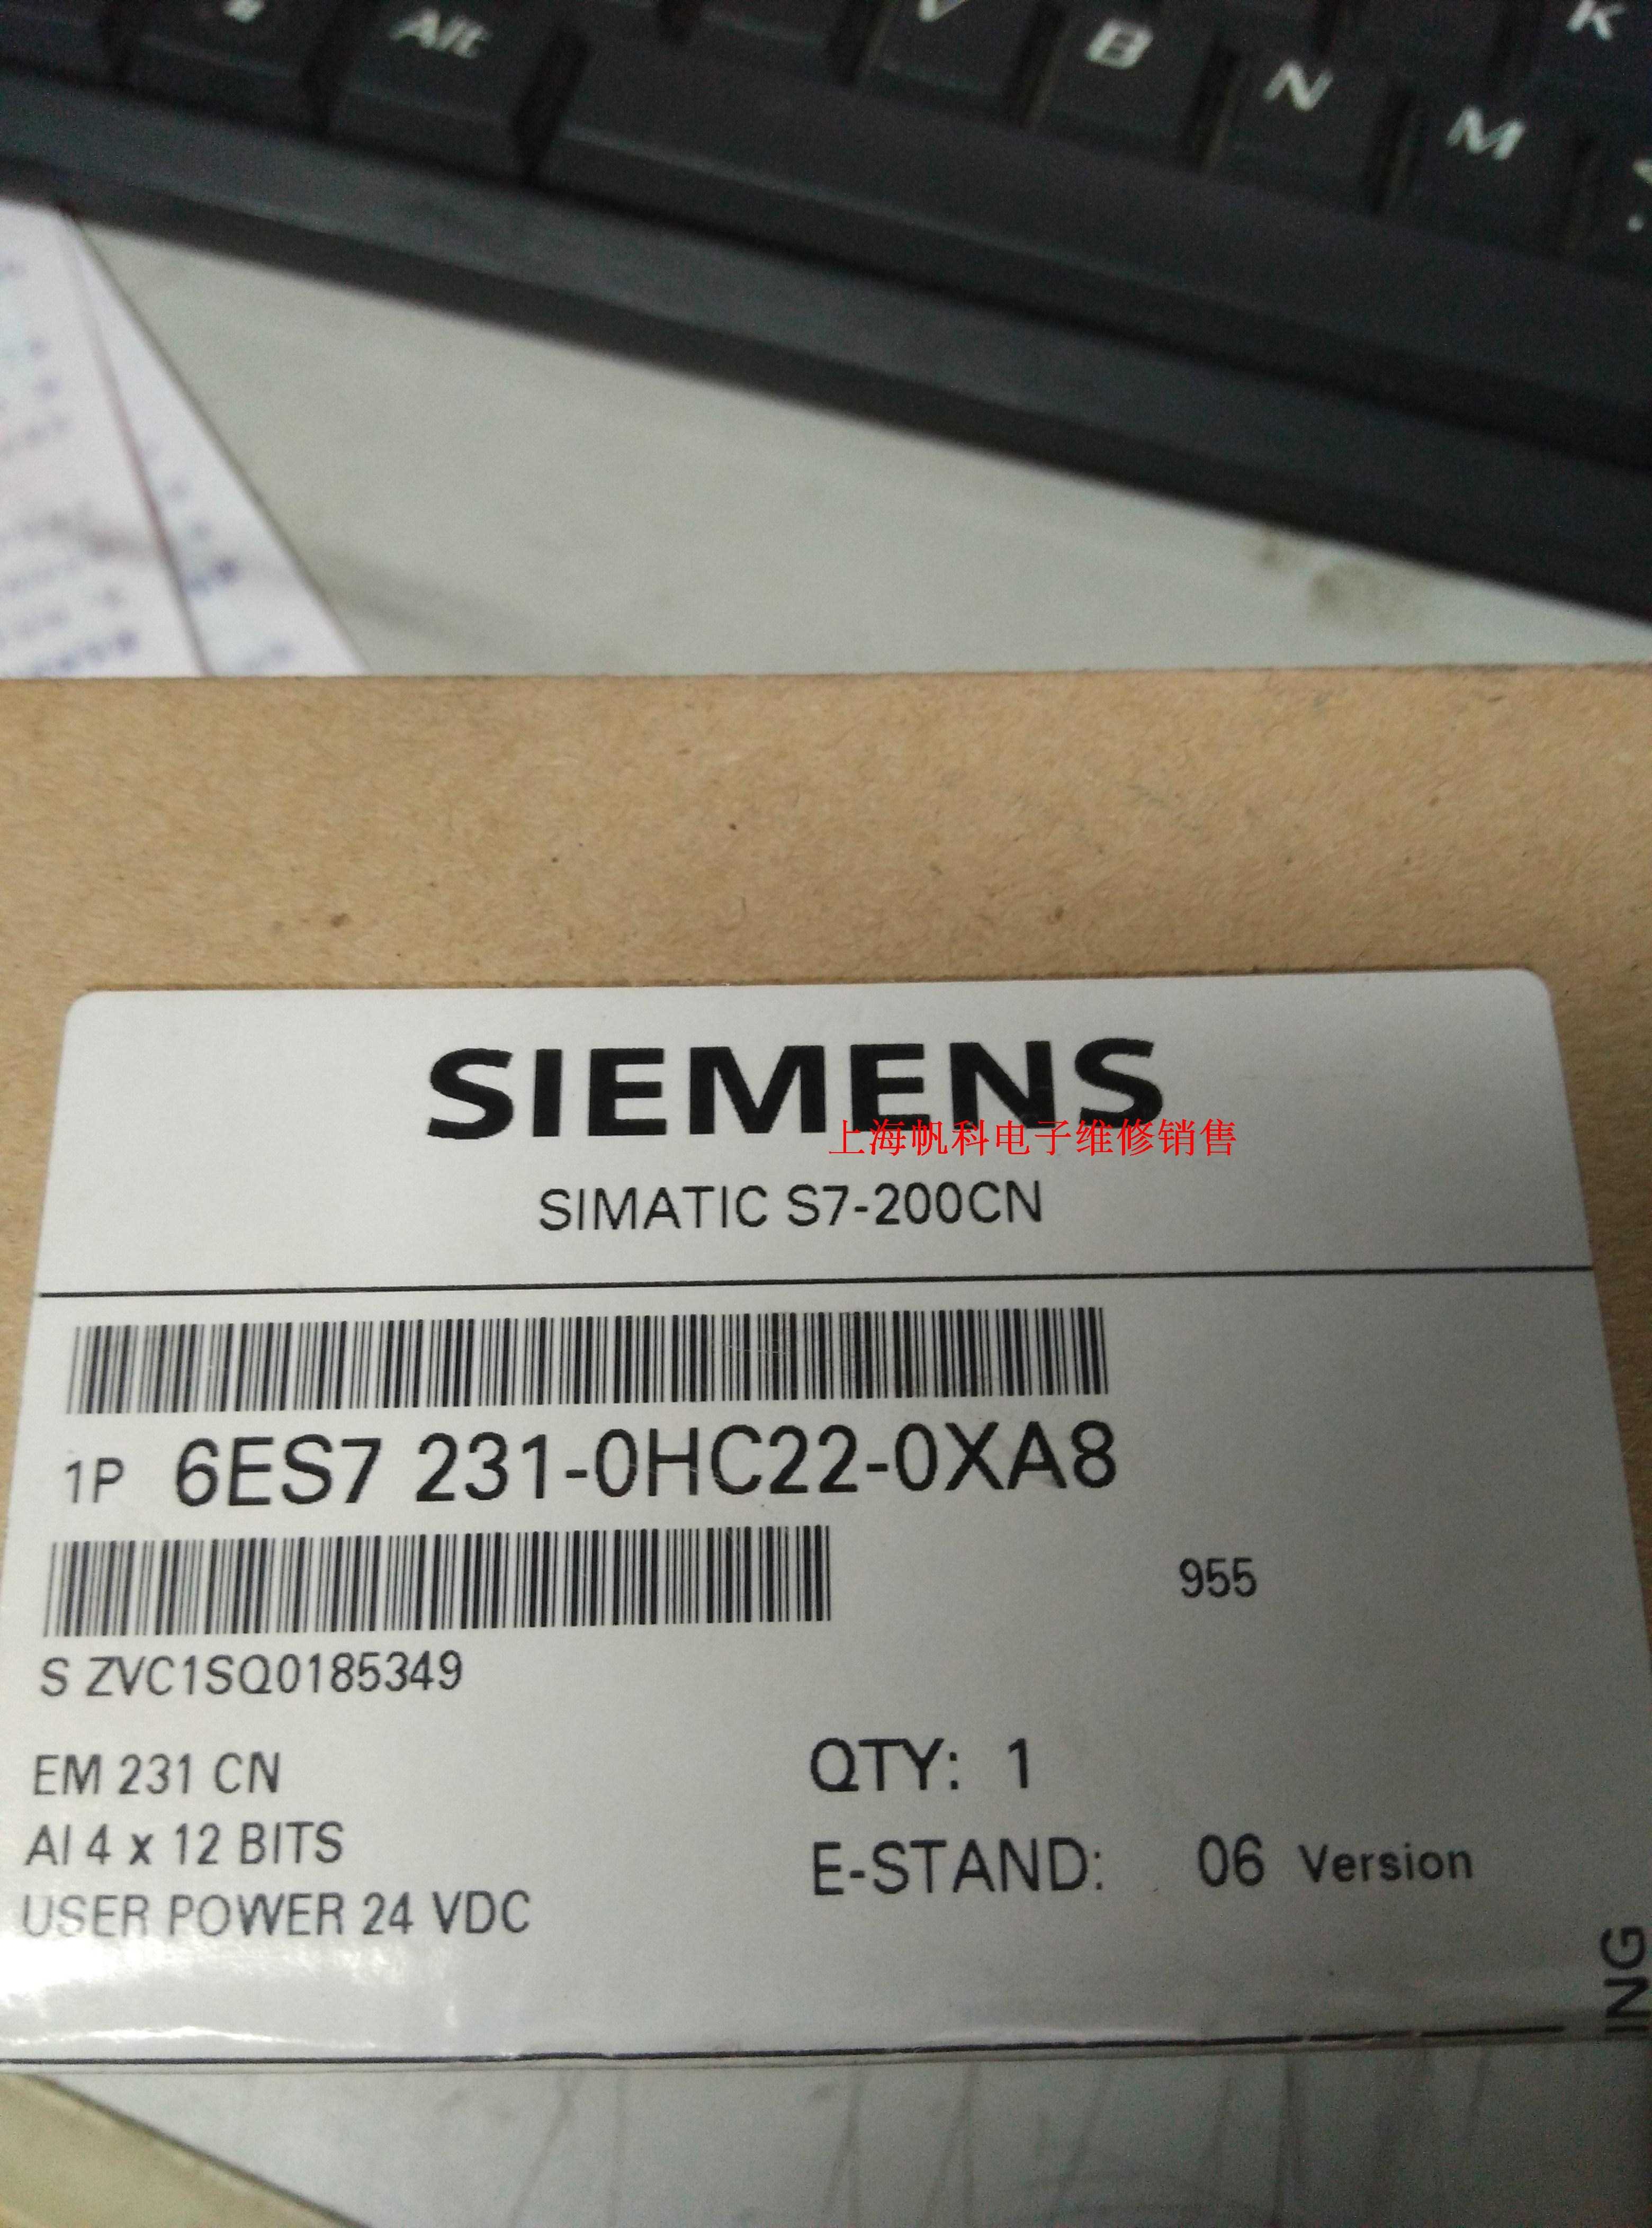 Alt
V
B
N
M
K
SIEMENS
上海帆科电子维修销售
SIMATIC S7-200CN
1P 6ES7 231-0HC22-0XA8
955
S ZVC1SQ0185349
EM 231 CN
AI 4 x 12 BITS
USER POWER 24 VDC
QTY: 1
E-STAND: 06 Version
ING